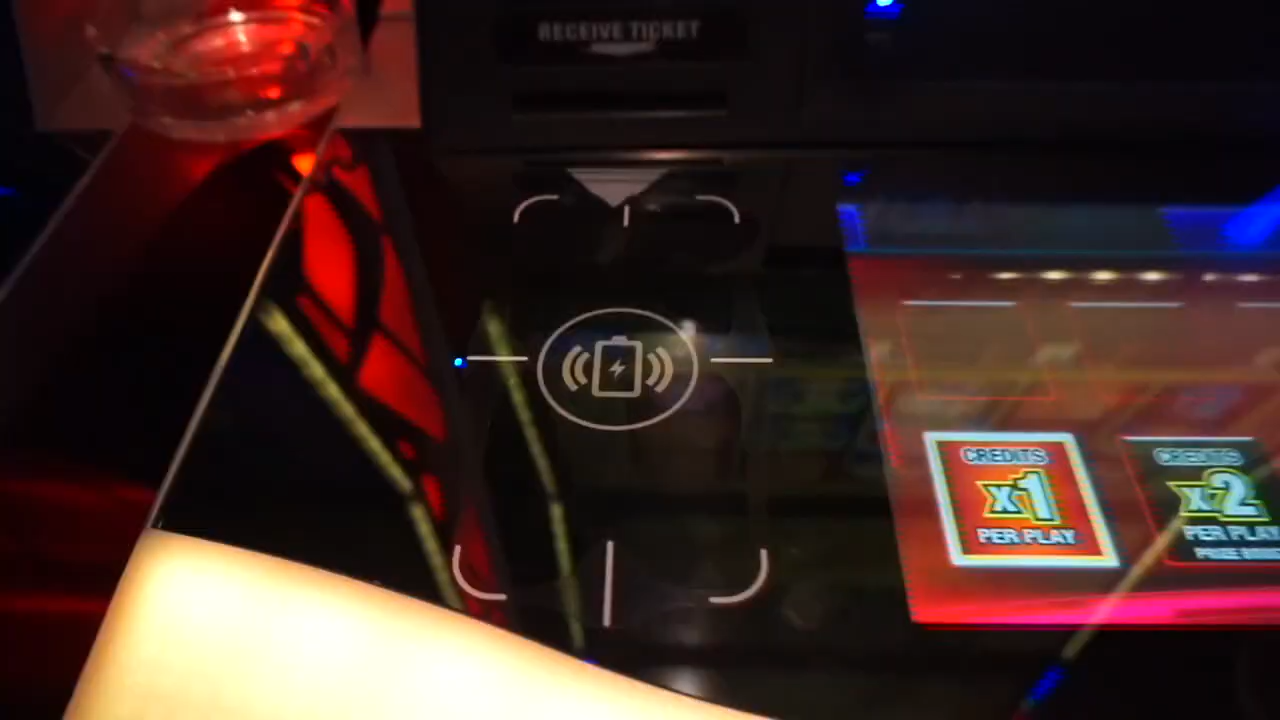 RECEIVE TICKET
CREDITS
x1
PER PLAY
CREDITS
x2
PER PLAY